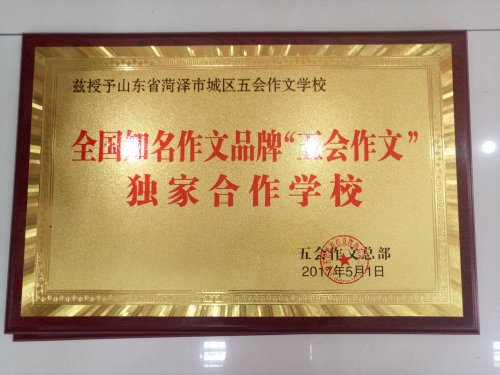 兹授予山东省菏泽市城区五会作文学校
全国知名作文品牌“五会作文”
独家合作学校
五会作文总部
2017年5月1日